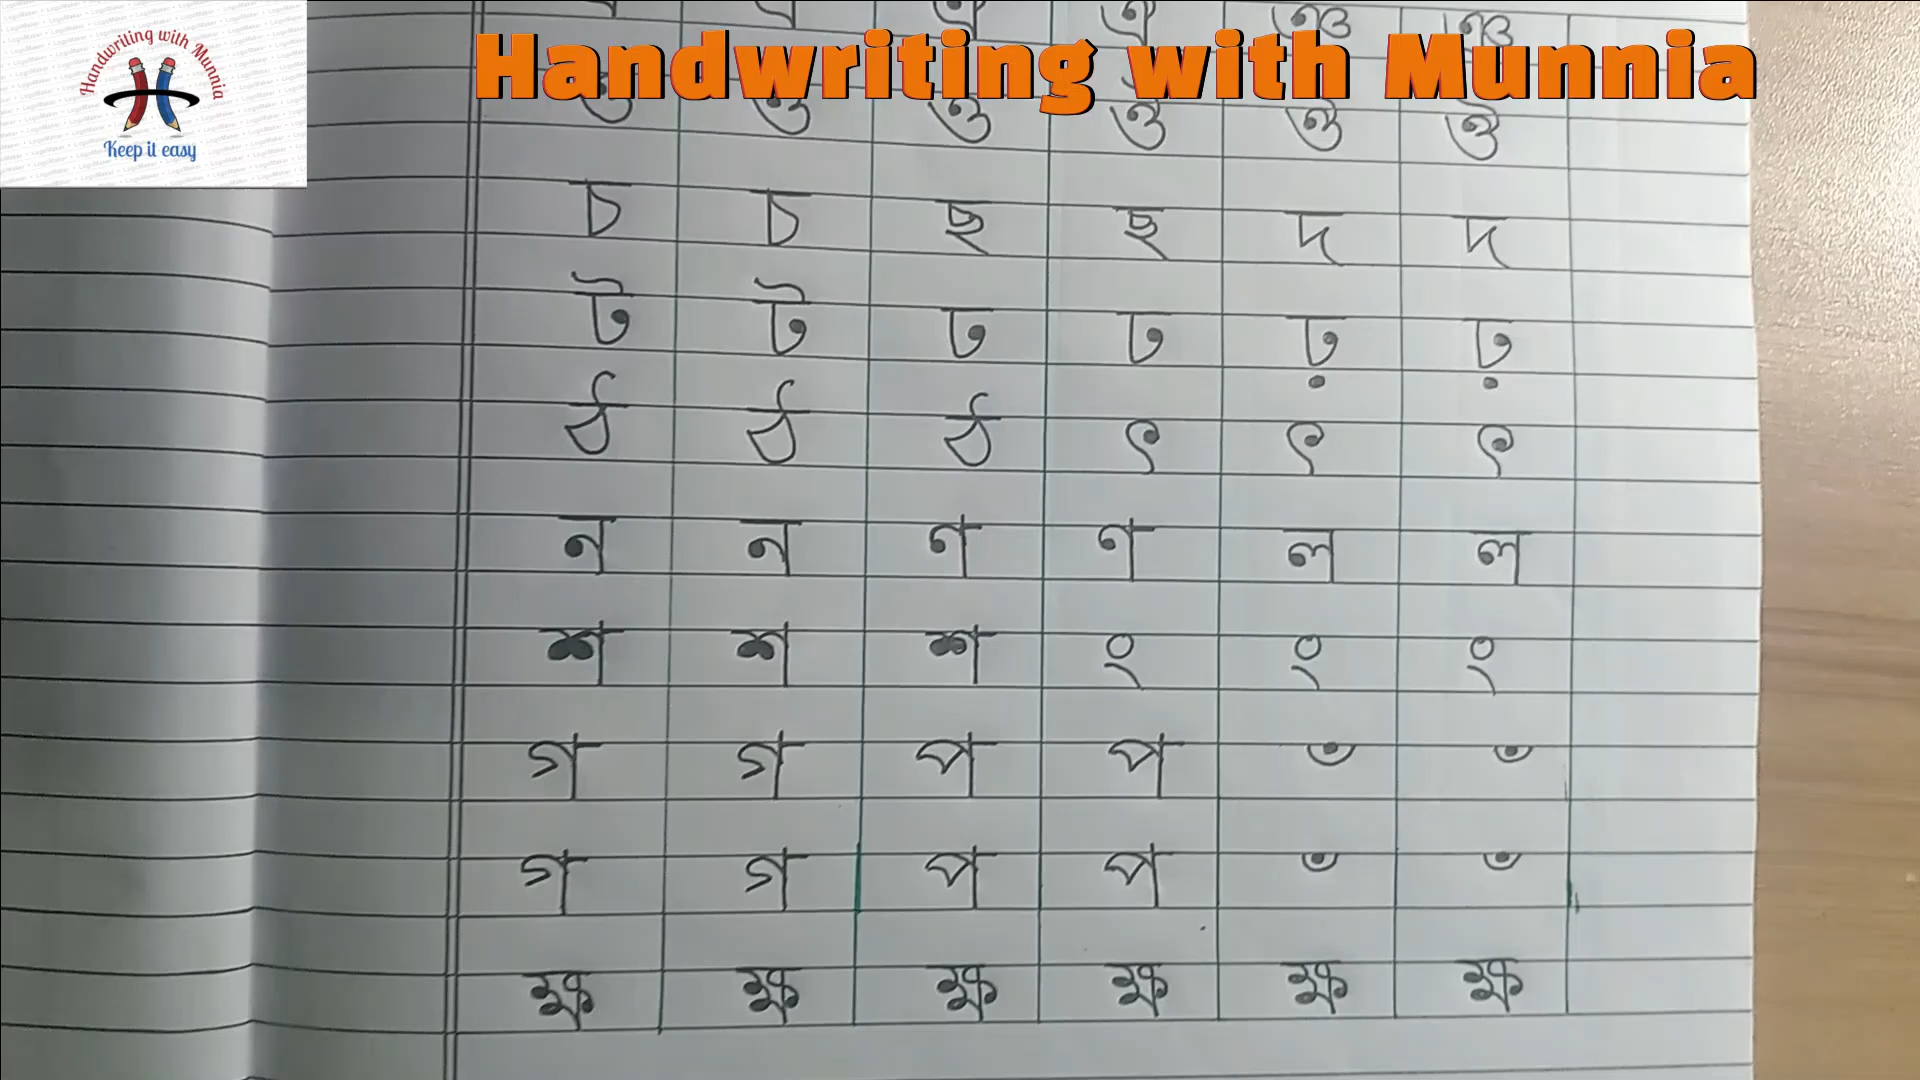 Handwriting with Munnia
Keep it easy
Handwriting with Munnia
ও ও ও ঔ ঔ ঔ
চ চ ছ ছ দ দ
ট ট ঢ ঢ ঢ় ঢ়
ঠ ঠ ঠ ৎ ৎ ৎ
ন ন ণ ণ ল ল
শ শ শ ং ং ং
গ গ প প ঁ ঁ
গ গ প প ঁ ঁ
ক্ষ ক্ষ ক্ষ ক্ষ ক্ষ ক্ষ